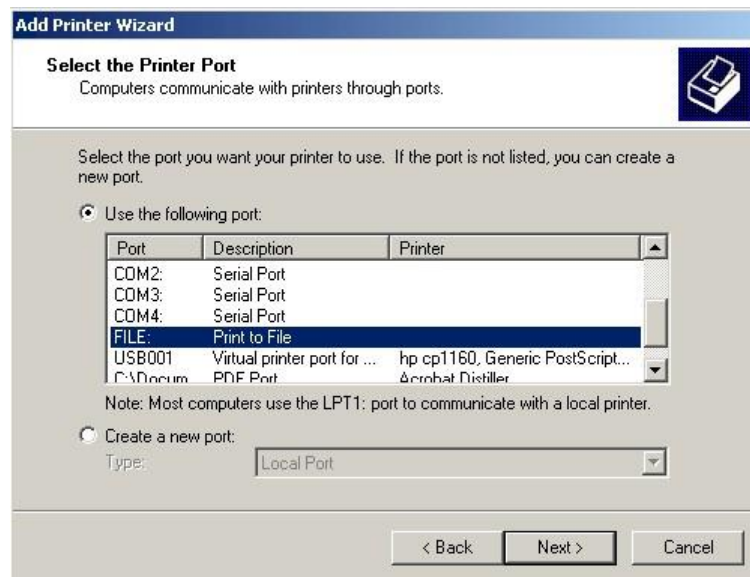 Add Printer Wizard
Select the Printer Port
Computers communicate with printers through ports.
Select the port you want your printer to use. If the port is not listed, you can create a
new port.
Use the following port:
Port Description Printer
COM2: Serial Port
COM3: Serial Port
COM4: Serial Port
FILE: Print to File
USB001 Virtual printer port for ... hp cp1160, Generic PostScript...
C:\Docum... PDF Port Acrobat Distiller
Note: Most computers use the LPT1: port to communicate with a local printer.
Create a new port:
Type: Local Port
< Back Next > Cancel